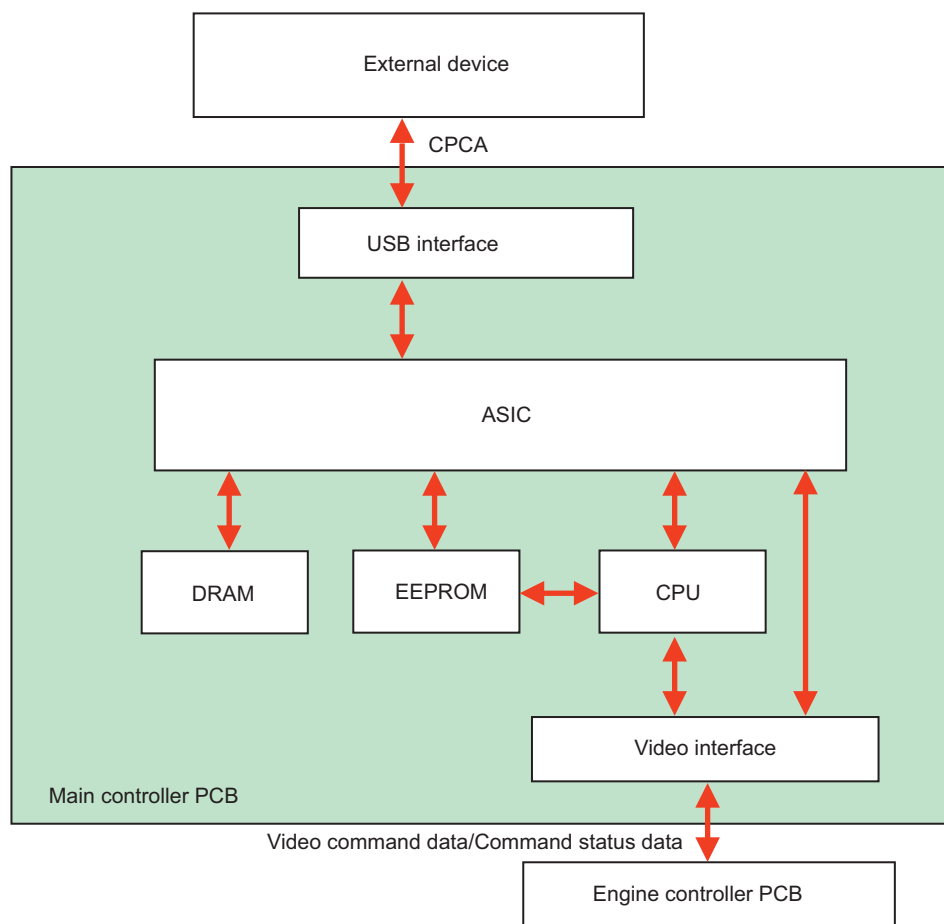 External device
CPCA
USB interface
ASIC
DRAM
EEPROM
CPU
Video interface
Main controller PCB
Video command data/Command status data
Engine controller PCB